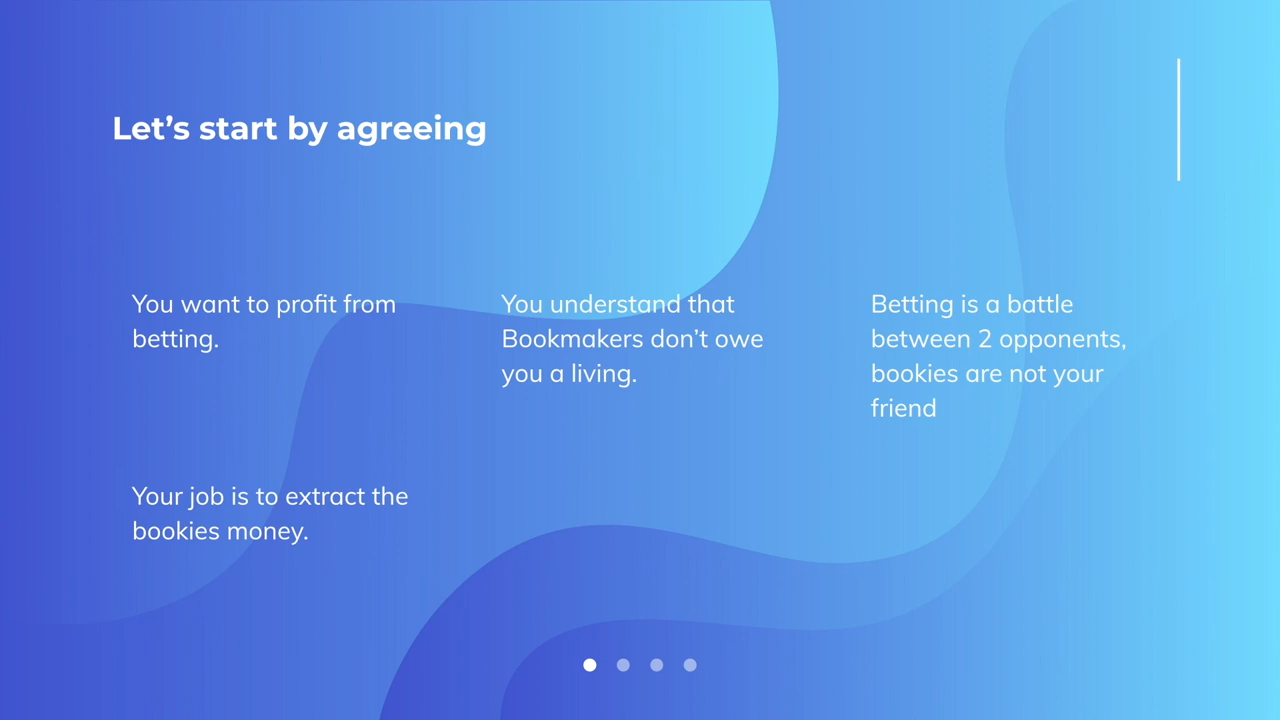 Let’s start by agreeing
You want to profit from
betting.
You understand that
Bookmakers don’t owe
you a living.
Betting is a battle
between 2 opponents,
bookies are not your
friend
Your job is to extract the
bookies money.